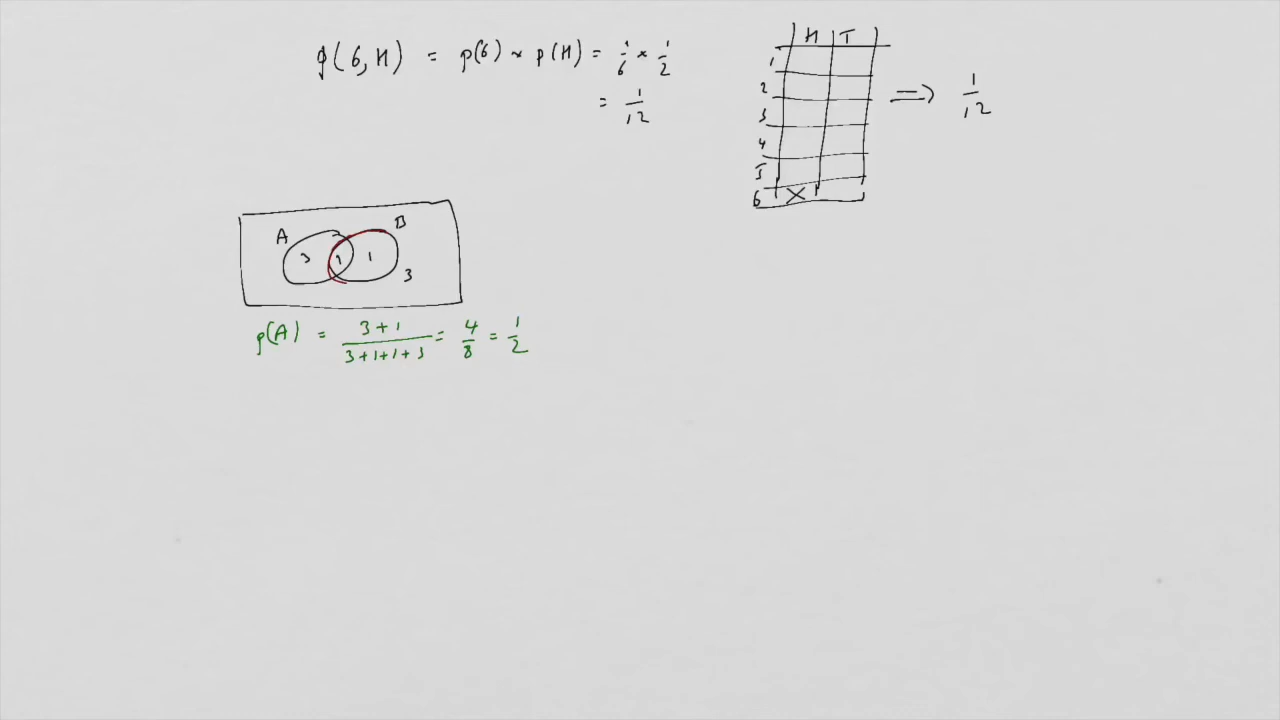 p(6,H) = p(6) × p(H) = 1/6 × 1/2
= 1/12
H T
1
2
3
4
5
6 X
⇒ 1/12
A B
3 1 1
3
p(A) = (3+1)/(3+1+1+3) = 4/8 = 1/2